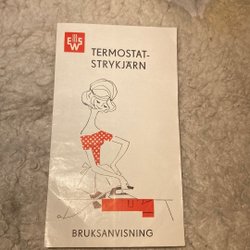 E S
W
TERMOSTAT-
STRYKJÄRN
BRUKSANVISNING